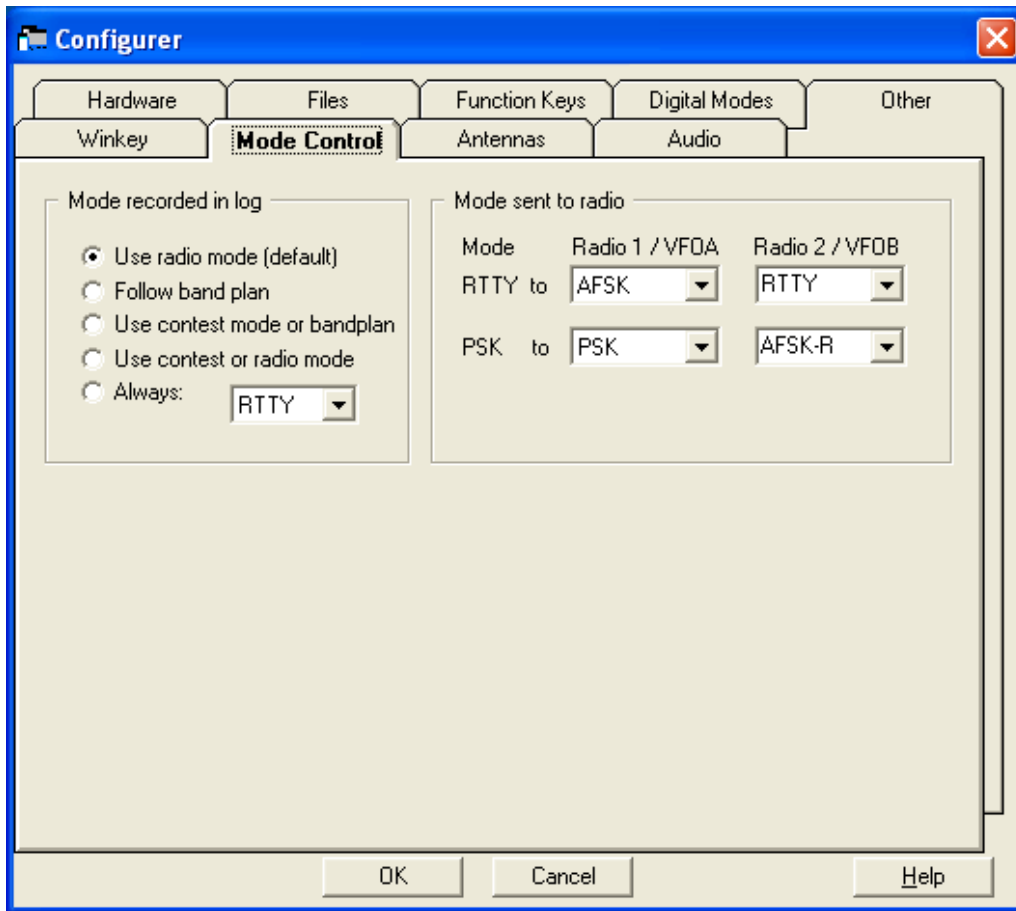 Configurer
Hardware Files Function Keys Digital Modes Other
Winkey Mode Control Antennas Audio
Mode recorded in log
Use radio mode (default)
Follow band plan
Use contest mode or bandplan
Use contest or radio mode
Always: RTTY
Mode sent to radio
Mode Radio 1 / VFOA Radio 2 / VFOB
RTTY to AFSK RTTY
PSK to PSK AFSK-R
OK Cancel Help